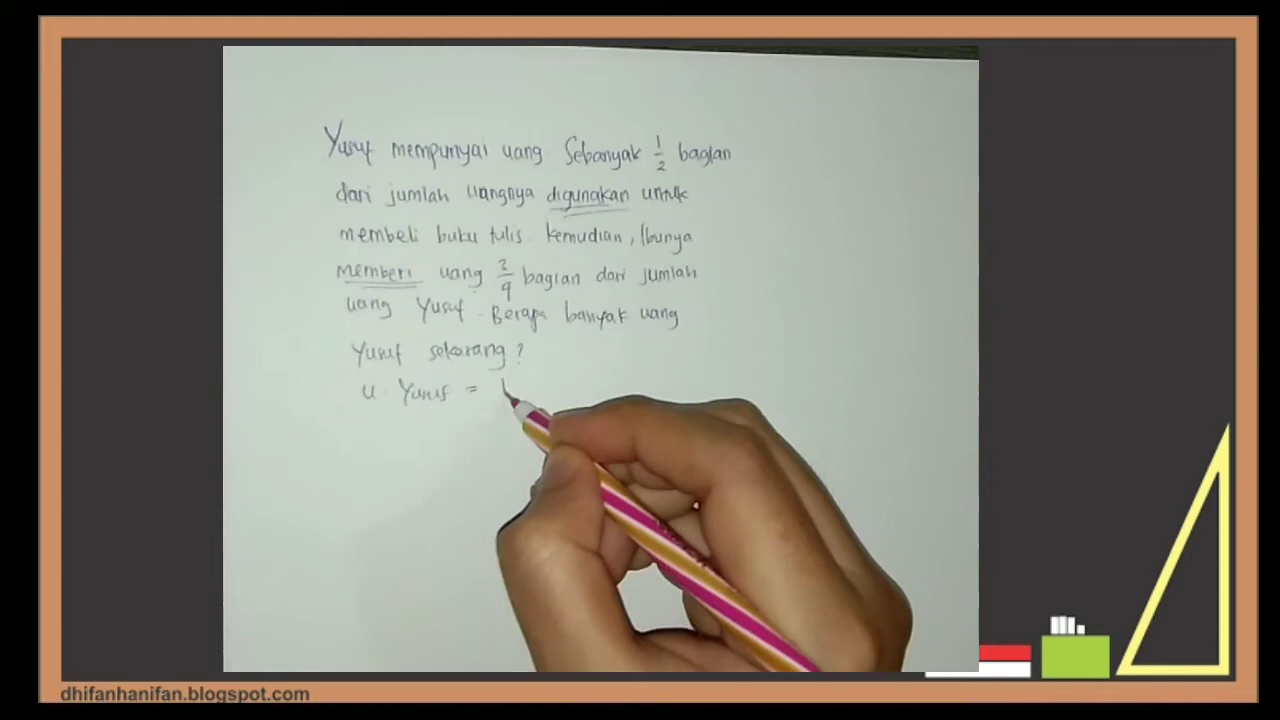 Yusuf mempunyai uang Sebanyak 1/2 bagian
dari jumlah uangnya digunakan untuk
membeli buku tulis kemudian, Ibunya
memberi uang 2/9 bagian dari jumlah
uang Yusuf. Berapa banyak uang
Yusuf sekarang?
U. Yusuf =
dhifanhanifan.blogspot.com